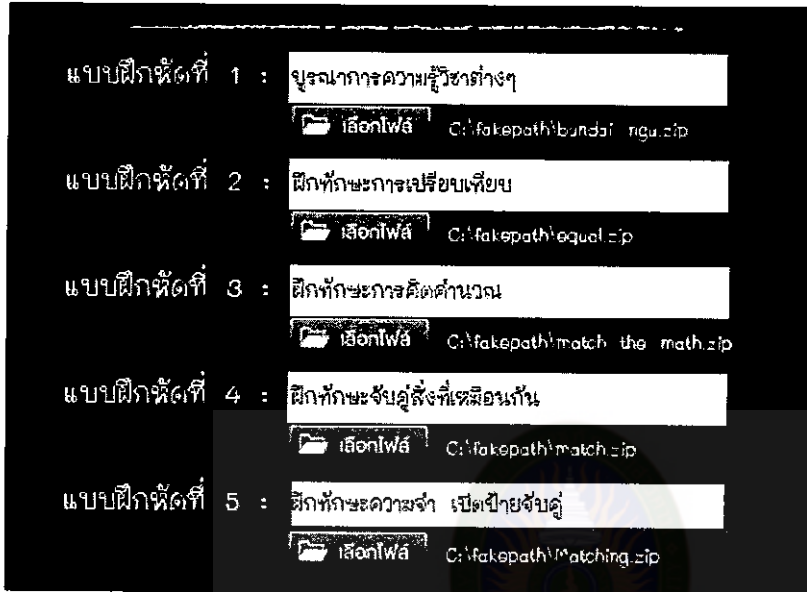 แบบฝึกหัดที่ 1 : บูรณาการความรู้วิชาต่างๆ
เลือกไฟล์ C:\fakepath\bundai ngu.zip
แบบฝึกหัดที่ 2 : ฝึกทักษะการเปรียบเทียบ
เลือกไฟล์ C:\fakepath\equal.zip
แบบฝึกหัดที่ 3 : ฝึกทักษะการคิดคำนวณ
เลือกไฟล์ C:\fakepath\match the math.zip
แบบฝึกหัดที่ 4 : ฝึกทักษะจับคู่สิ่งที่เหมือนกัน
เลือกไฟล์ C:\fakepath\match.zip
แบบฝึกหัดที่ 5 : ฝึกทักษะความจำ เปิดป้ายจับคู่
เลือกไฟล์ C:\fakepath\Matching.zip